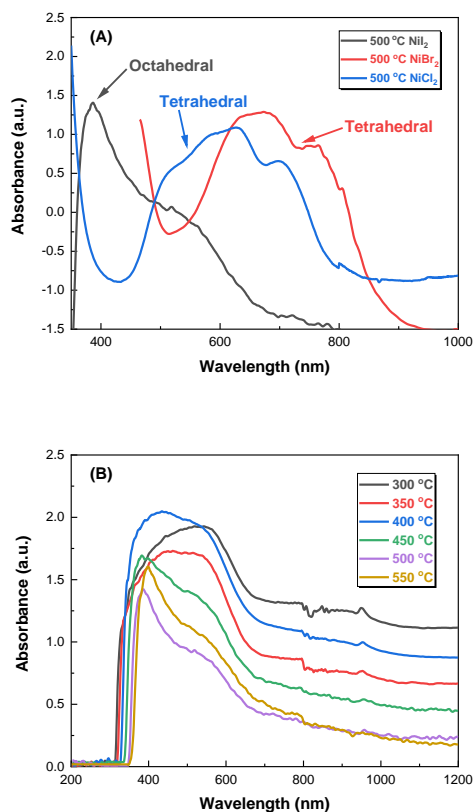 (A)
500 °C NiI₂
500 °C NiBr₂
500 °C NiCl₂
Octahedral
Tetrahedral
Tetrahedral
2.5
2.0
1.5
1.0
0.5
0.0
-0.5
-1.0
-1.5
Absorbance (a.u.)
400 500 600 700 800 900 1000
Wavelength (nm)
(B)
300 °C
350 °C
400 °C
450 °C
500 °C
550 °C
2.5
2.0
1.5
1.0
0.5
0.0
Absorbance (a.u.)
200 400 600 800 1000 1200
Wavelength (nm)